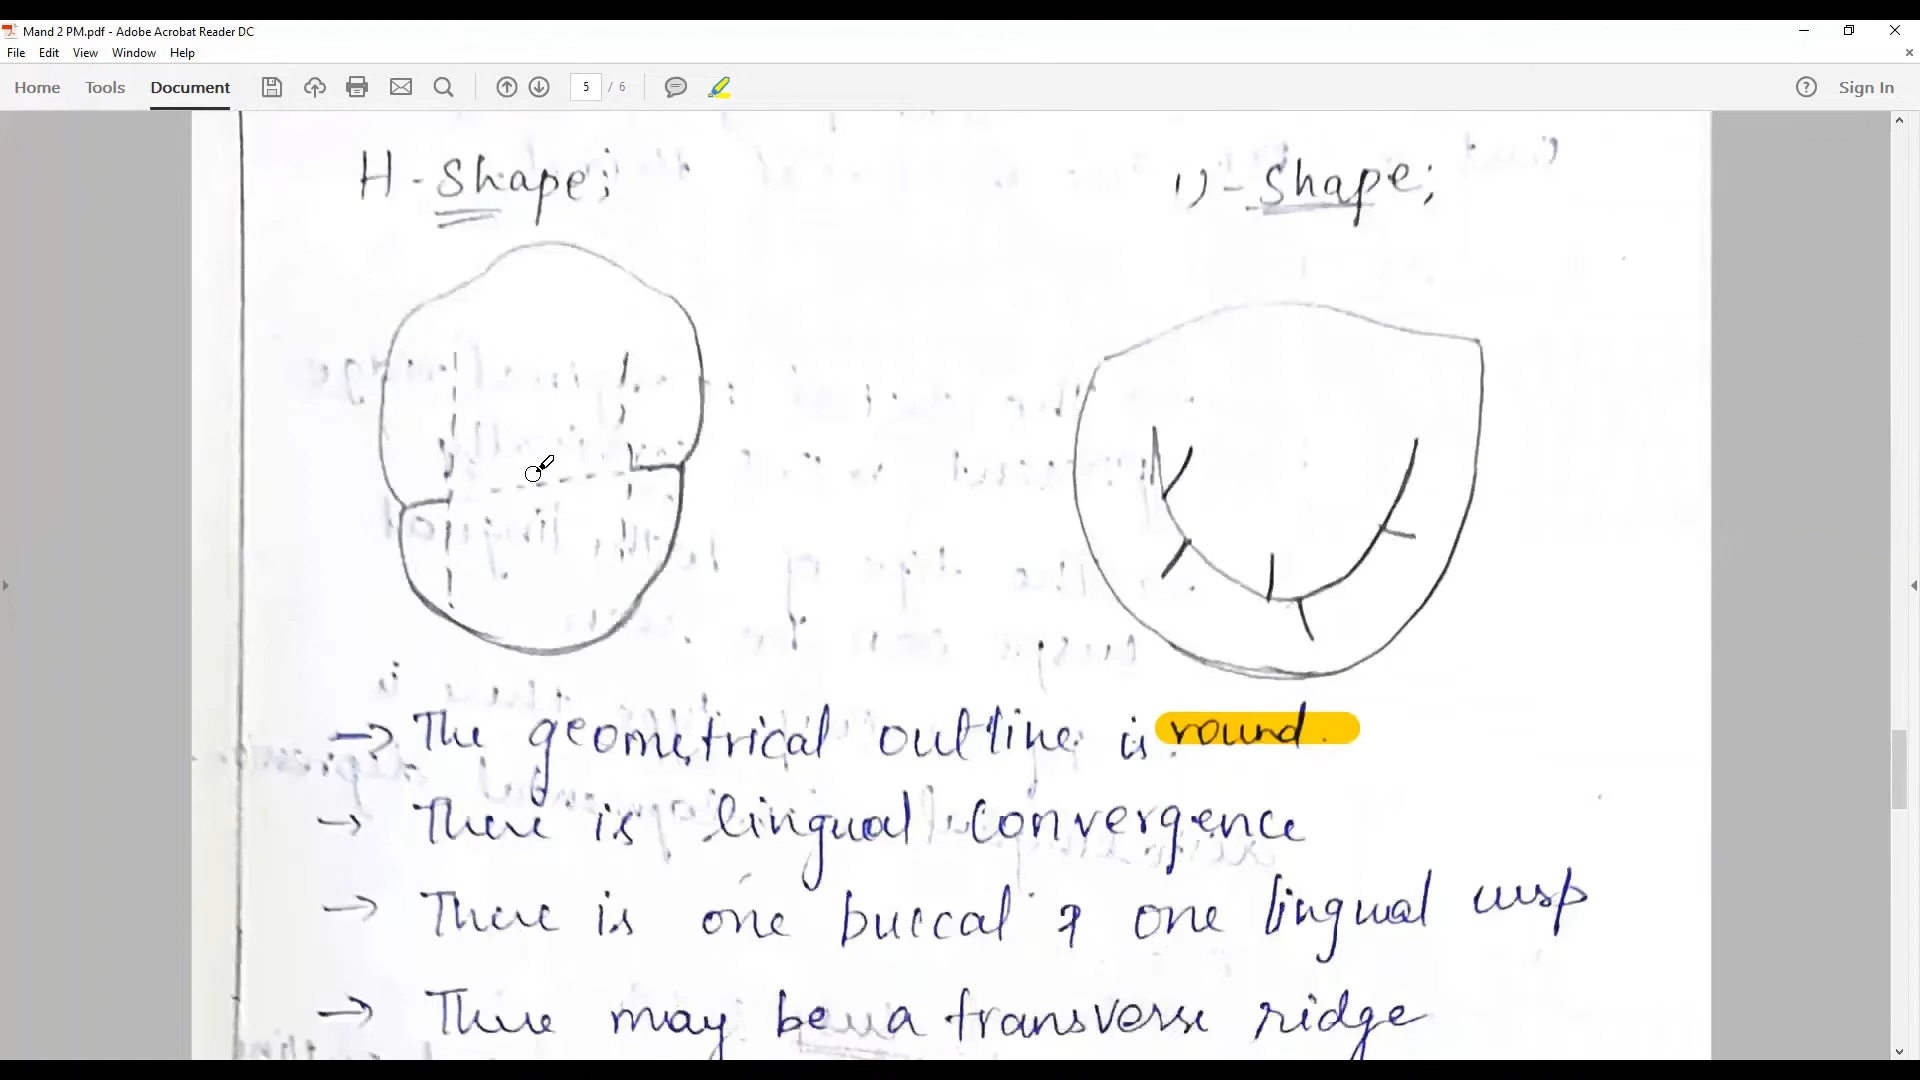 Mand 2 PM.pdf - Adobe Acrobat Reader DC
File Edit View Window Help
Home Tools Document 5 / 6 Sign In
H - Shape;
- Shape;
→ The geometrical outline is round.
→ There is lingual convergence
→ There is one buccal & one lingual cusp
→ There may be a transverse ridge